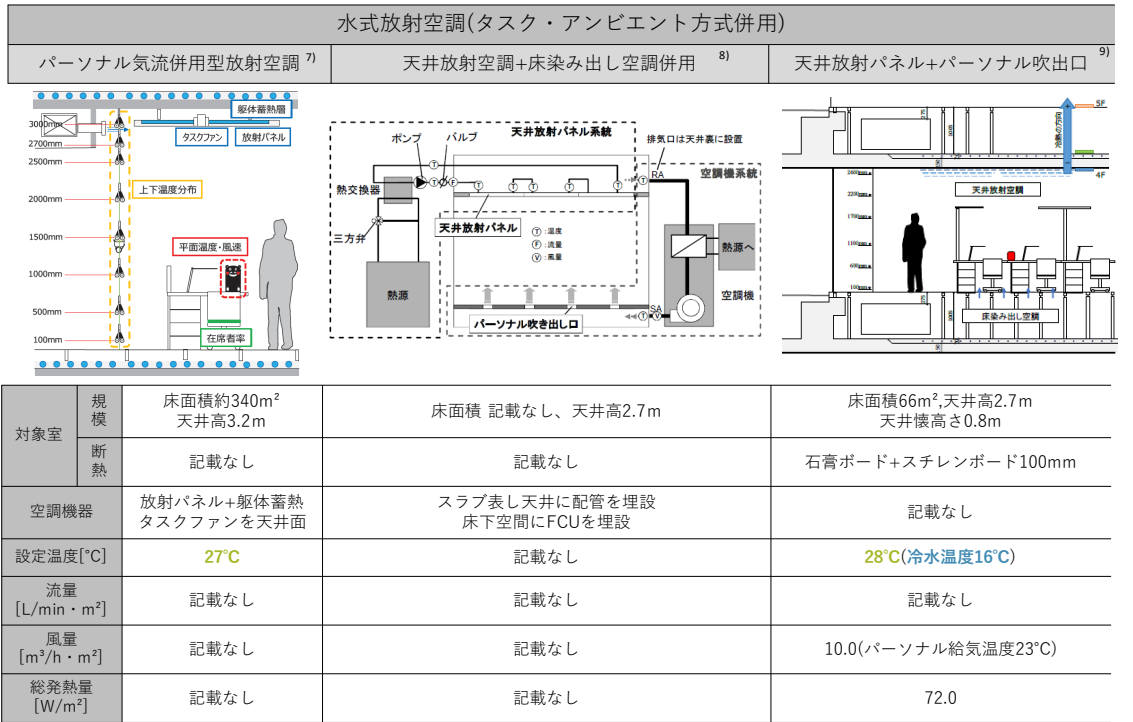 水式放射空調(タスク・アンビエント方式併用)
パーソナル気流併用型放射空調 7)
天井放射空調+床染み出し空調併用 8)
天井放射パネル+パーソナル吹出口 9)
躯体蓄熱層
タスクファン
放射パネル
3000mm
2700mm
2500mm
上下温度分布
2000mm
1500mm
平面温度・風速
1000mm
500mm
在席者率
100mm
ポンプ
バルブ
天井放射パネル系統
排気口は天井裏に設置
熱交換器
RA
空調機系統
天井放射パネル
三方弁
T :温度
F :流量
V :風量
熱源へ
熱源
空調機
SA
パーソナル吹き出し口
5F
冷熱の方向
4F
2600mm
天井放射空調
2200mm
1700mm
1100mm
600mm
100mm
床染み出し空調
対象室
規模
床面積約340m²
天井高3.2m
床面積 記載なし、天井高2.7m
床面積66m²,天井高2.7m
天井懐高さ0.8m
断熱
記載なし
記載なし
石膏ボード+スチレンボード100mm
空調機器
放射パネル+躯体蓄熱
タスクファンを天井面
スラブ表し天井に配管を埋設
床下空間にFCUを埋設
記載なし
設定温度[℃]
27℃
記載なし
28℃(冷水温度16℃)
流量
[L/min・m²]
記載なし
記載なし
記載なし
風量
[m³/h・m²]
記載なし
記載なし
10.0(パーソナル給気温度23℃)
総発熱量
[W/m²]
記載なし
記載なし
72.0